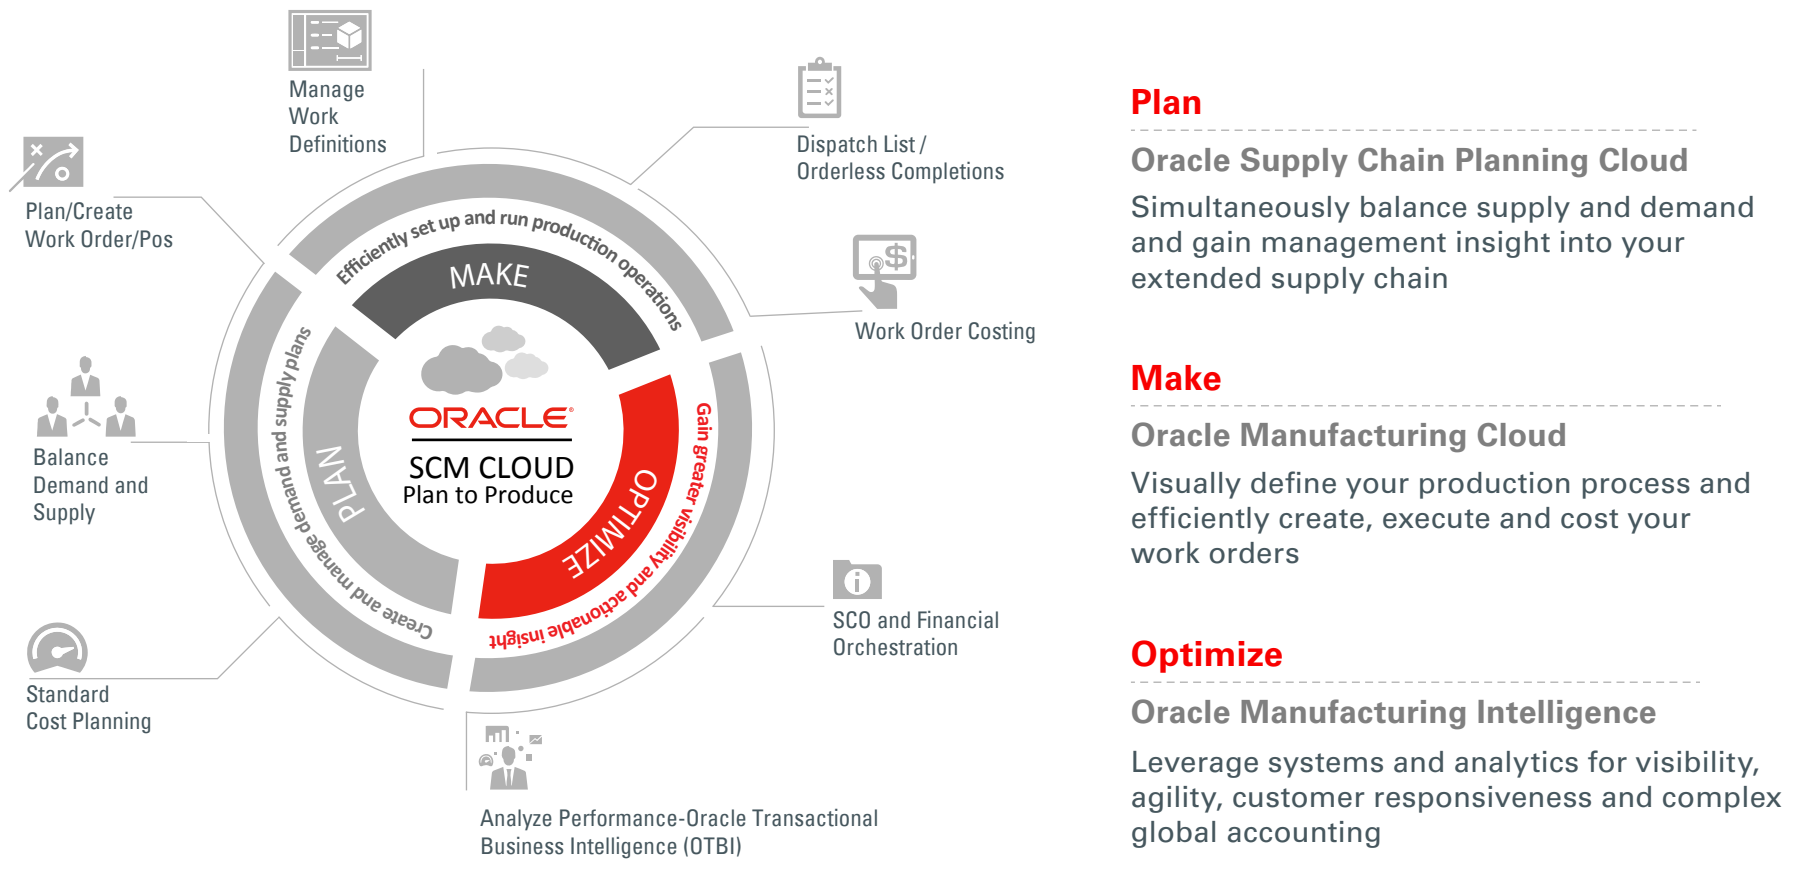 Manage
Work
Definitions
Dispatch List /
Orderless Completions
Plan/Create
Work Order/Pos
Work Order Costing
Balance
Demand and
Supply
SCO and Financial
Orchestration
Standard
Cost Planning
Analyze Performance-Oracle Transactional
Business Intelligence (OTBI)
Efficiently set up and run production operations
MAKE
Create and manage demand and supply plans
PLAN
Gain greater visibility and actionable insight
OPTIMIZE
ORACLE®
SCM CLOUD
Plan to Produce
Plan
Oracle Supply Chain Planning Cloud
Simultaneously balance supply and demand
and gain management insight into your
extended supply chain
Make
Oracle Manufacturing Cloud
Visually define your production process and
efficiently create, execute and cost your
work orders
Optimize
Oracle Manufacturing Intelligence
Leverage systems and analytics for visibility,
agility, customer responsiveness and complex
global accounting